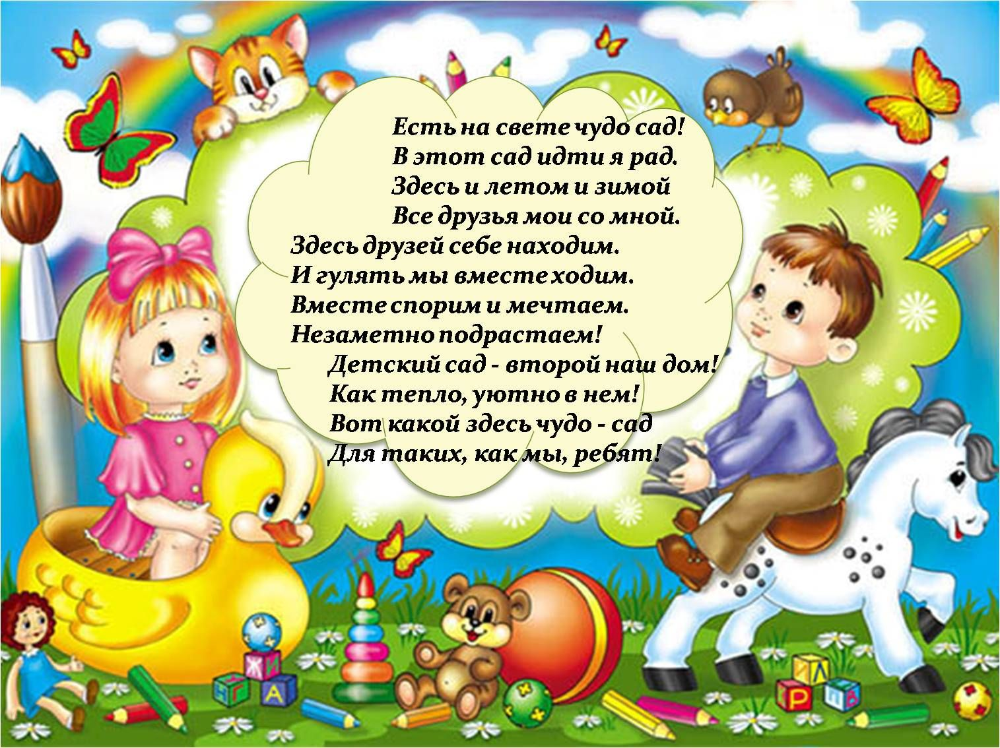 Есть на свете чудо сад!
В этот сад идти я рад.
Здесь и летом и зимой
Все друзья мои со мной.
Здесь друзей себе находим.
И гулять мы вместе ходим.
Вместе спорим и мечтаем.
Незаметно подрастаем!
Детский сад - второй наш дом!
Как тепло, уютно в нем!
Вот какой здесь чудо - сад
Для таких, как мы, ребят!
Ж И
Н Г А
И Л
Р П В